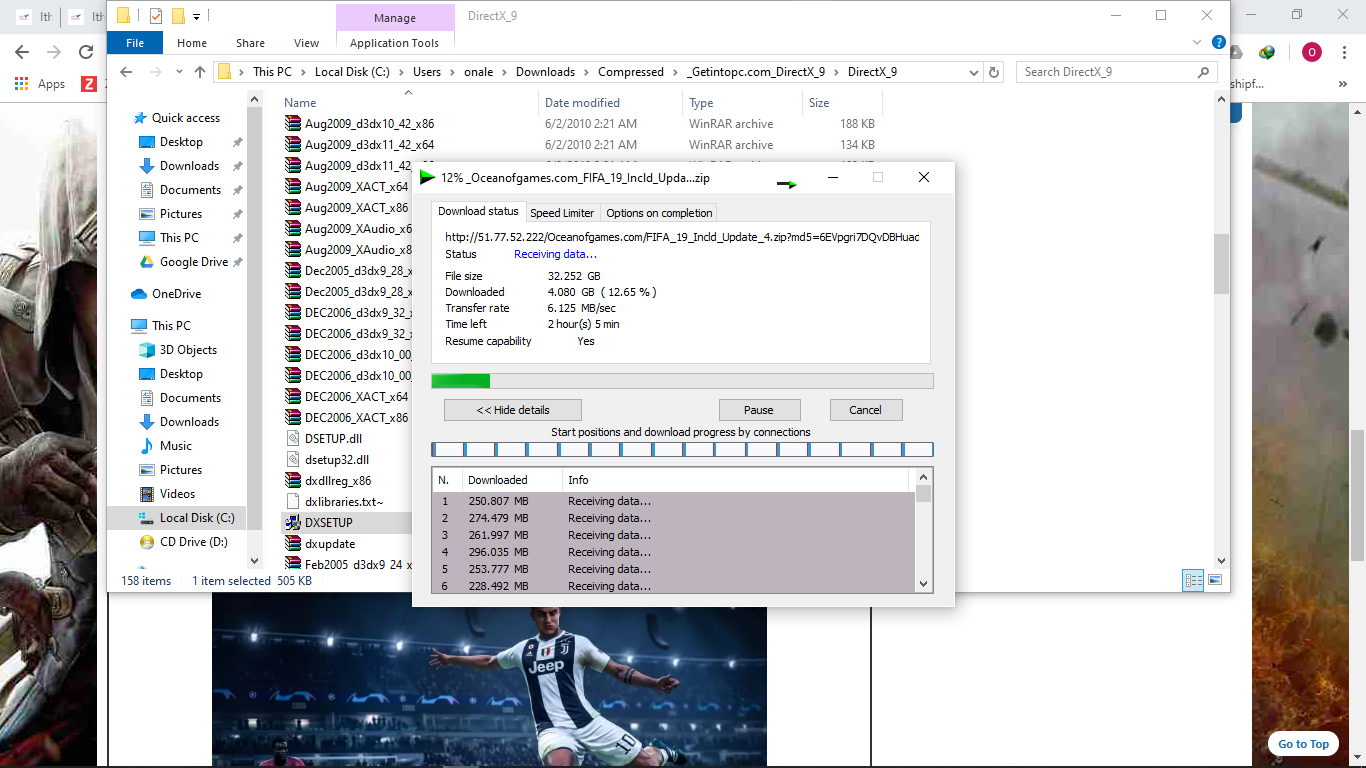 Ith
Ith
Manage
DirectX_9
File
Home
Share
View
Application Tools
This PC
Local Disk (C:)
Users
onale
Downloads
Compressed
_Getintopc.com_DirectX_9
DirectX_9
Search DirectX_9
O
Apps
Z
shipf...
»
Quick access
Desktop
Downloads
Documents
Pictures
This PC
Google Drive
OneDrive
This PC
3D Objects
Desktop
Documents
Downloads
Music
Pictures
Videos
Local Disk (C:)
CD Drive (D:)
Name Date modified Type Size
Aug2009_d3dx10_42_x86 6/2/2010 2:21 AM WinRAR archive 188 KB
Aug2009_d3dx11_42_x64 6/2/2010 2:21 AM WinRAR archive 134 KB
Aug2009_d3dx11_42
Aug2009_XACT_x64
Aug2009_XACT_x86
Aug2009_XAudio_x6
Aug2009_XAudio_x8
Dec2005_d3dx9_28_x
Dec2005_d3dx9_28_x
DEC2006_d3dx9_32_x
DEC2006_d3dx9_32_x
DEC2006_d3dx10_00_
DEC2006_d3dx10_00_
DEC2006_XACT_x64
DEC2006_XACT_x86
DSETUP.dll
dsetup32.dll
dxdllreg_x86
dxlibraries.txt~
DXSETUP
dxupdate
Feb2005_d3dx9_24_x
158 items 1 item selected 505 KB
12% _Oceanofgames.com_FIFA_19_Incld_Upda...zip
Download status
Speed Limiter
Options on completion
http://51.77.52.222/Oceanofgames.com/FIFA_19_Incld_Update_4.zip?md5=6EVpgri7DQvDBHuad
Status Receiving data...
File size 32.252 GB
Downloaded 4.080 GB ( 12.65 % )
Transfer rate 6.125 MB/sec
Time left 2 hour(s) 5 min
Resume capability Yes
<< Hide details
Pause
Cancel
Start positions and download progress by connections
N. Downloaded Info
1 250.807 MB Receiving data...
2 274.479 MB Receiving data...
3 261.997 MB Receiving data...
4 296.035 MB Receiving data...
5 253.777 MB Receiving data...
6 228.492 MB Receiving data...
Jeep
10
Go to Top